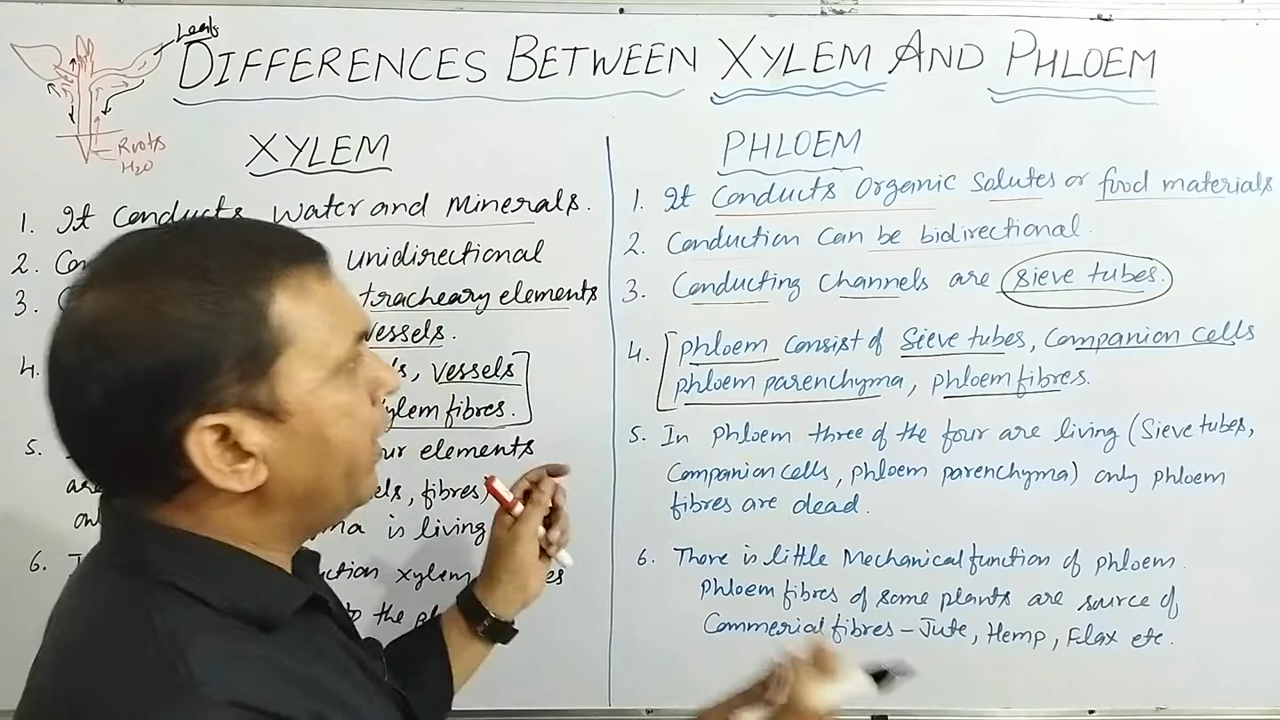 Leafs
DIFFERENCES BETWEEN XYLEM AND PHLOEM
Roots
H2O
XYLEM
1. It Conducts Water and Minerals.
2. unidirectional
3. tracheary elements
vessels.
4. vessels
xylem fibres.
5. elements
are fibres)
is living
6. xylem
to the
PHLOEM
1. It Conducts Organic Solutes or food materials
2. Conduction Can be bidirectional.
3. Conducting Channels are sieve tubes.
4. phloem consist of Sieve tubes, Companion cells
phloem parenchyma, phloem fibres.
5. In phloem three of the four are living (Sieve tubes,
Companion cells, phloem parenchyma) only phloem
fibres are dead.
6. There is little Mechanical function of phloem.
Phloem fibres of some plants are source of
Commerial fibres – Jute, Hemp, Flax etc.